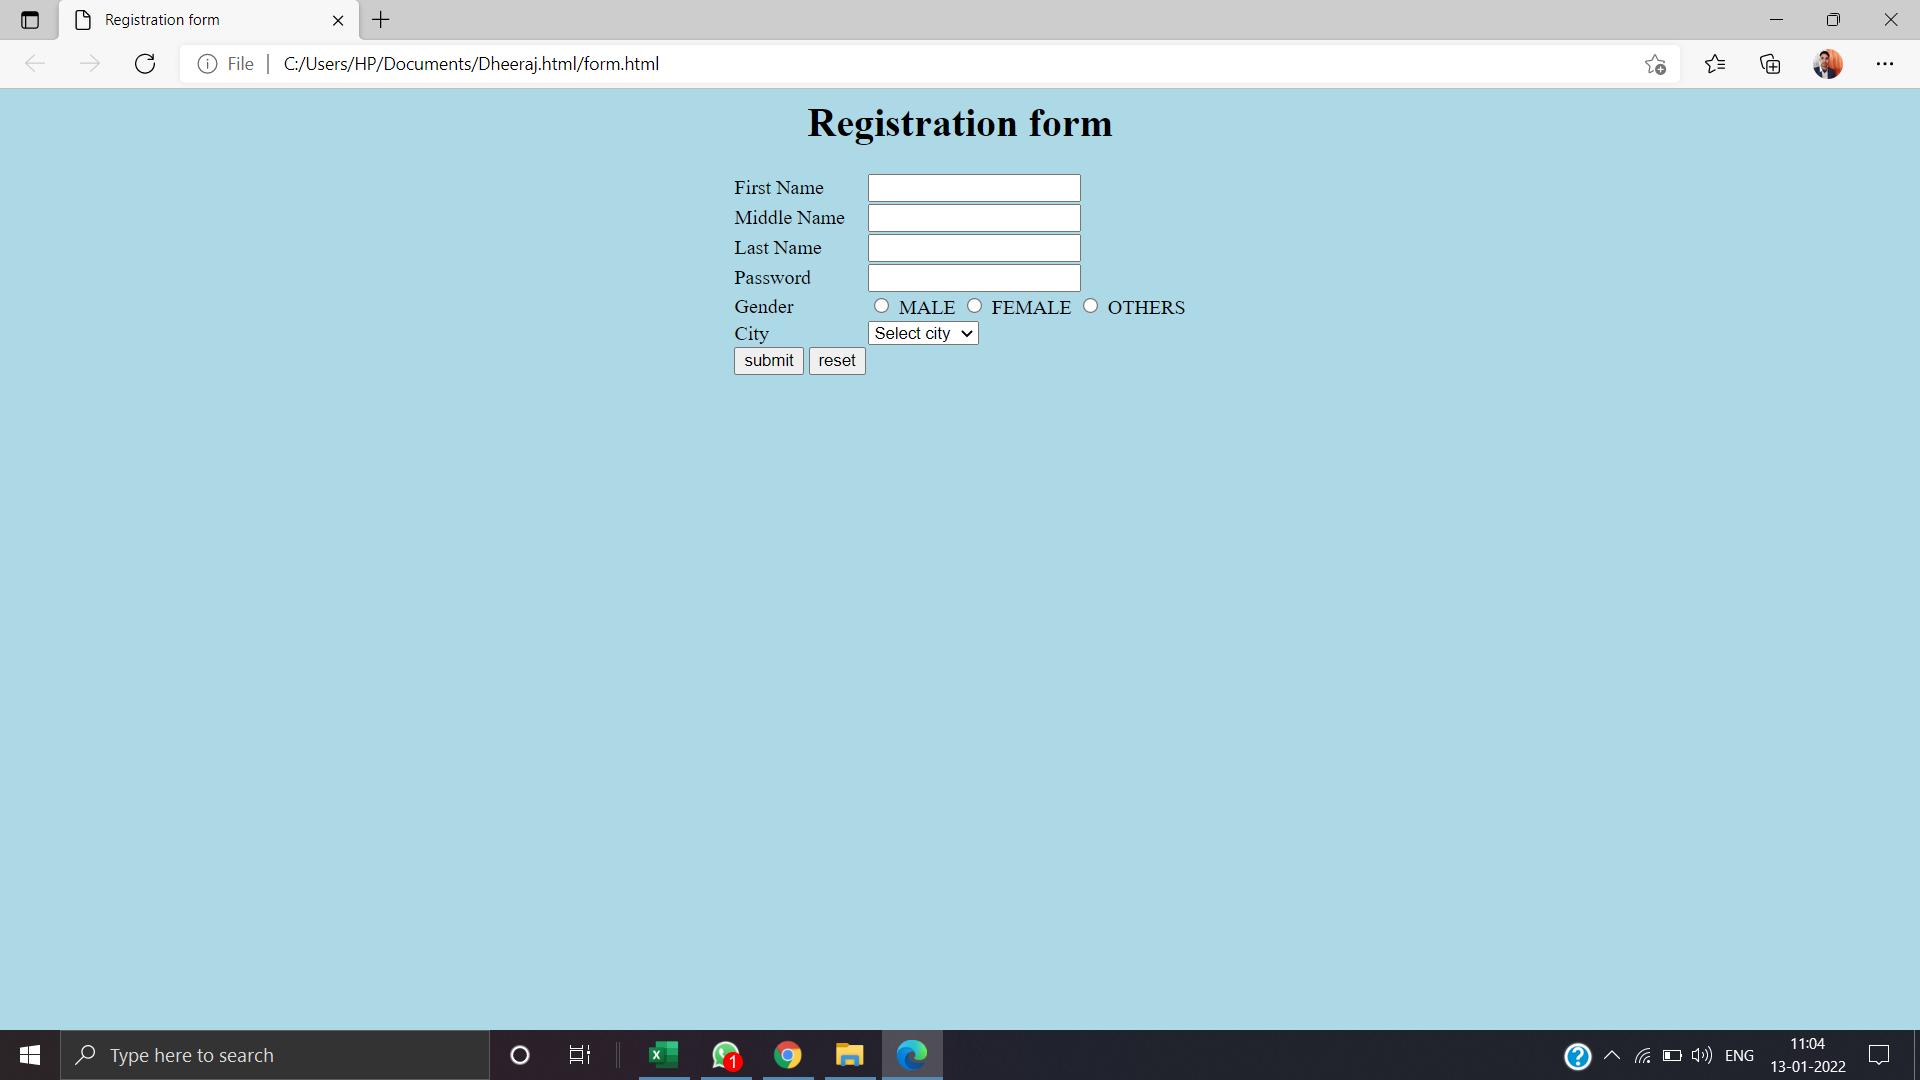 Registration form
File C:/Users/HP/Documents/Dheeraj.html/form.html
Registration form
First Name
Middle Name
Last Name
Password
Gender MALE FEMALE OTHERS
City Select city
submit reset
Type here to search
1
ENG
11:04
13-01-2022